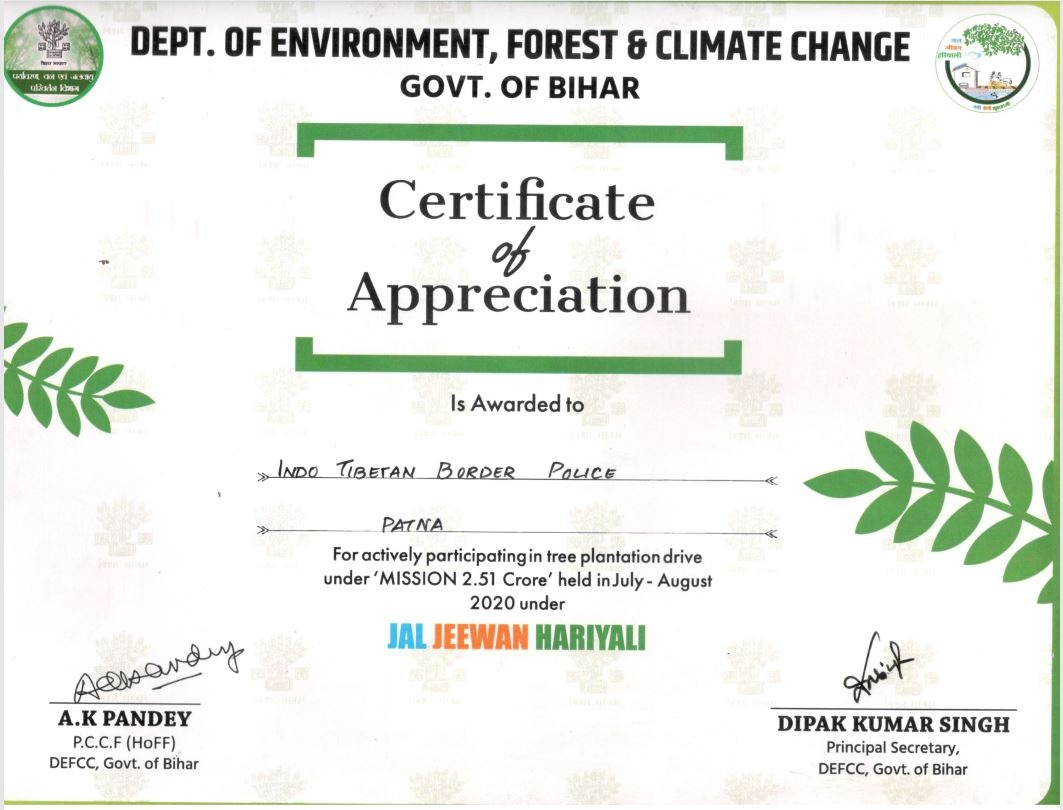 DEPT. OF ENVIRONMENT, FOREST & CLIMATE CHANGE
GOVT. OF BIHAR
बिहार सरकार
पर्यावरण, वन एवं जलवायु
परिवर्तन विभाग
जल
जीवन
हरियाली
Certificate
of
Appreciation
Is Awarded to
INDO TIBETAN BORDER POLICE
PATNA
For actively participating in tree plantation drive
under ‘MISSION 2.51 Crore’ held in July - August
2020 under
JAL JEEWAN HARIYALI
A.K PANDEY
P.C.C.F (HoFF)
DEFCC, Govt. of Bihar
DIPAK KUMAR SINGH
Principal Secretary,
DEFCC, Govt. of Bihar